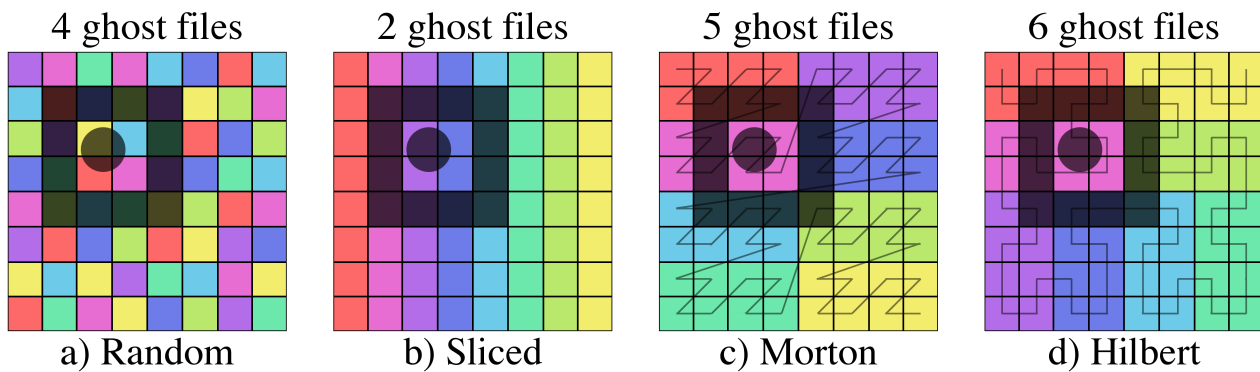 4 ghost files
2 ghost files
5 ghost files
6 ghost files
a) Random
b) Sliced
c) Morton
d) Hilbert